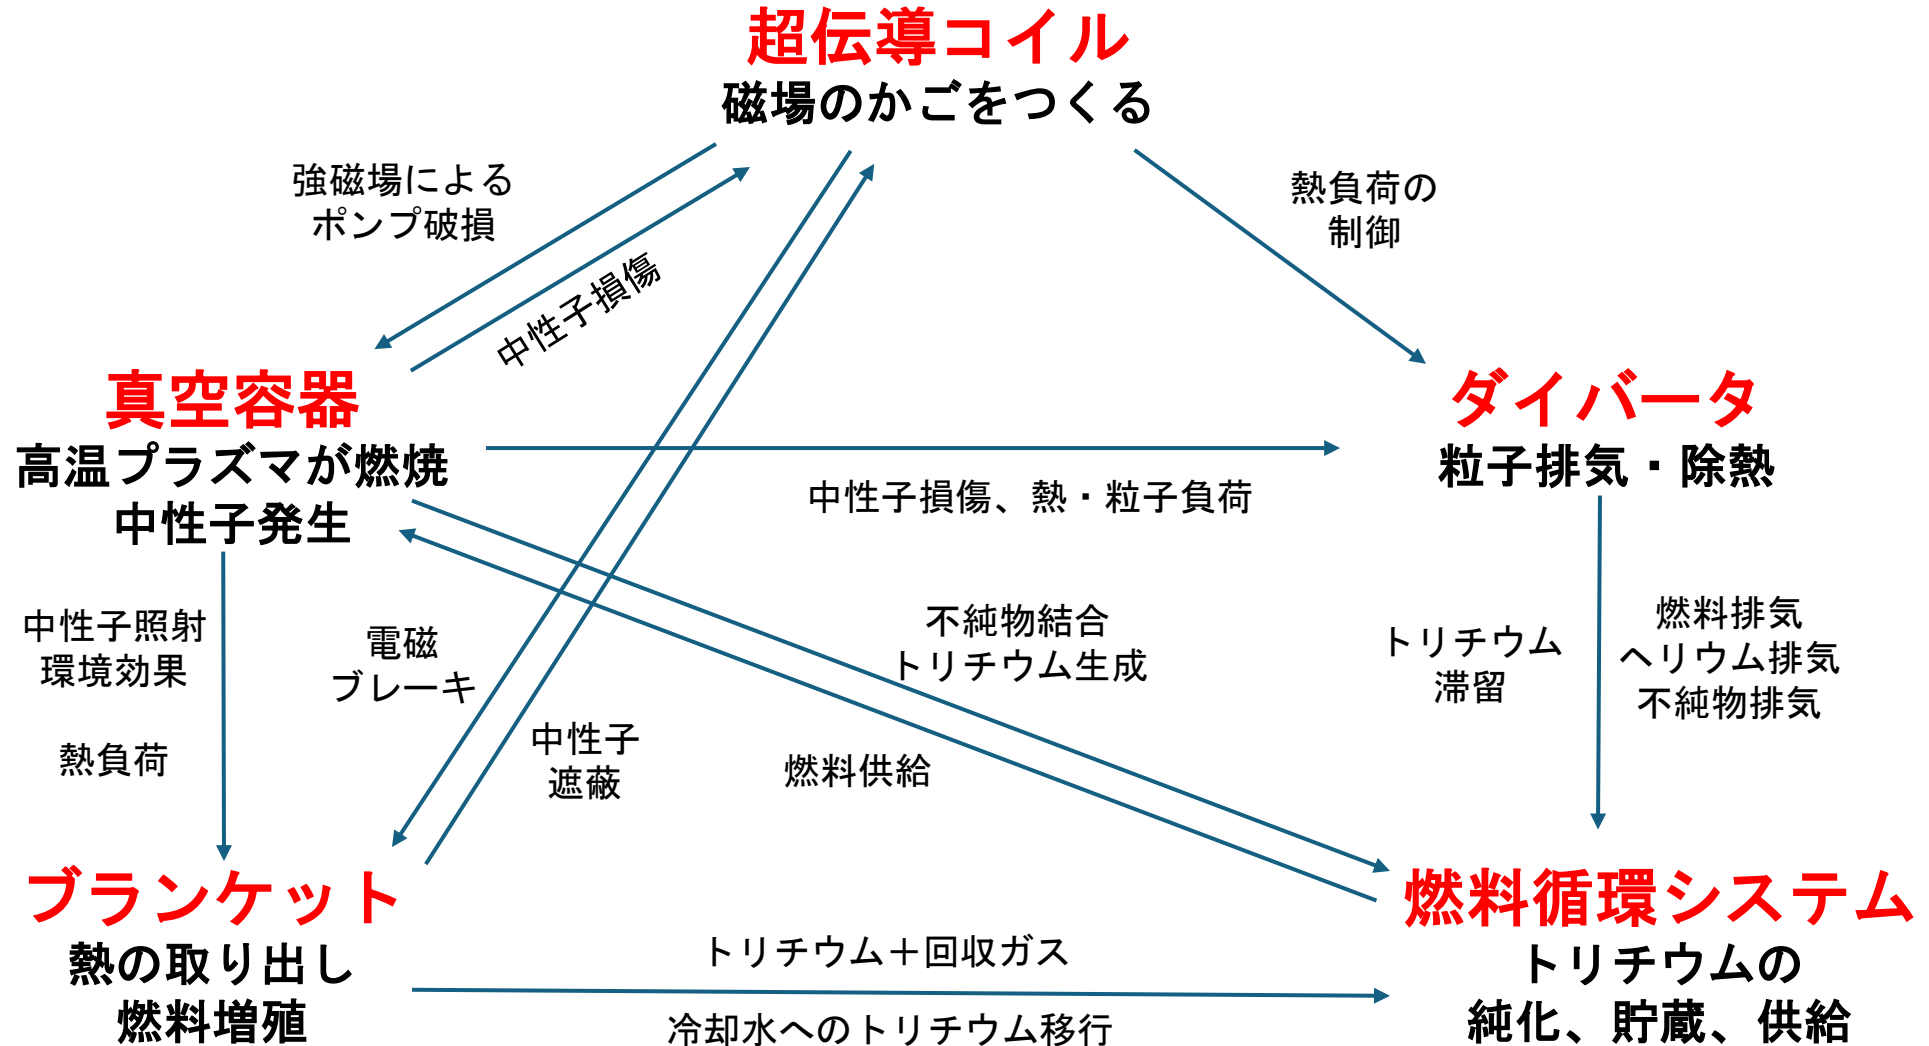 超伝導コイル
磁場のかごをつくる
強磁場による
ポンプ破損
熱負荷の
制御
中性子損傷
真空容器
高温プラズマが燃焼
中性子発生
ダイバータ
粒子排気・除熱
中性子損傷、熱・粒子負荷
中性子照射
環境効果
熱負荷
電磁
ブレーキ
中性子
遮蔽
不純物結合
トリチウム生成
燃料供給
トリチウム
滞留
燃料排気
ヘリウム排気
不純物排気
ブランケット
熱の取り出し
燃料増殖
トリチウム＋回収ガス
冷却水へのトリチウム移行
燃料循環システム
トリチウムの
純化、貯蔵、供給